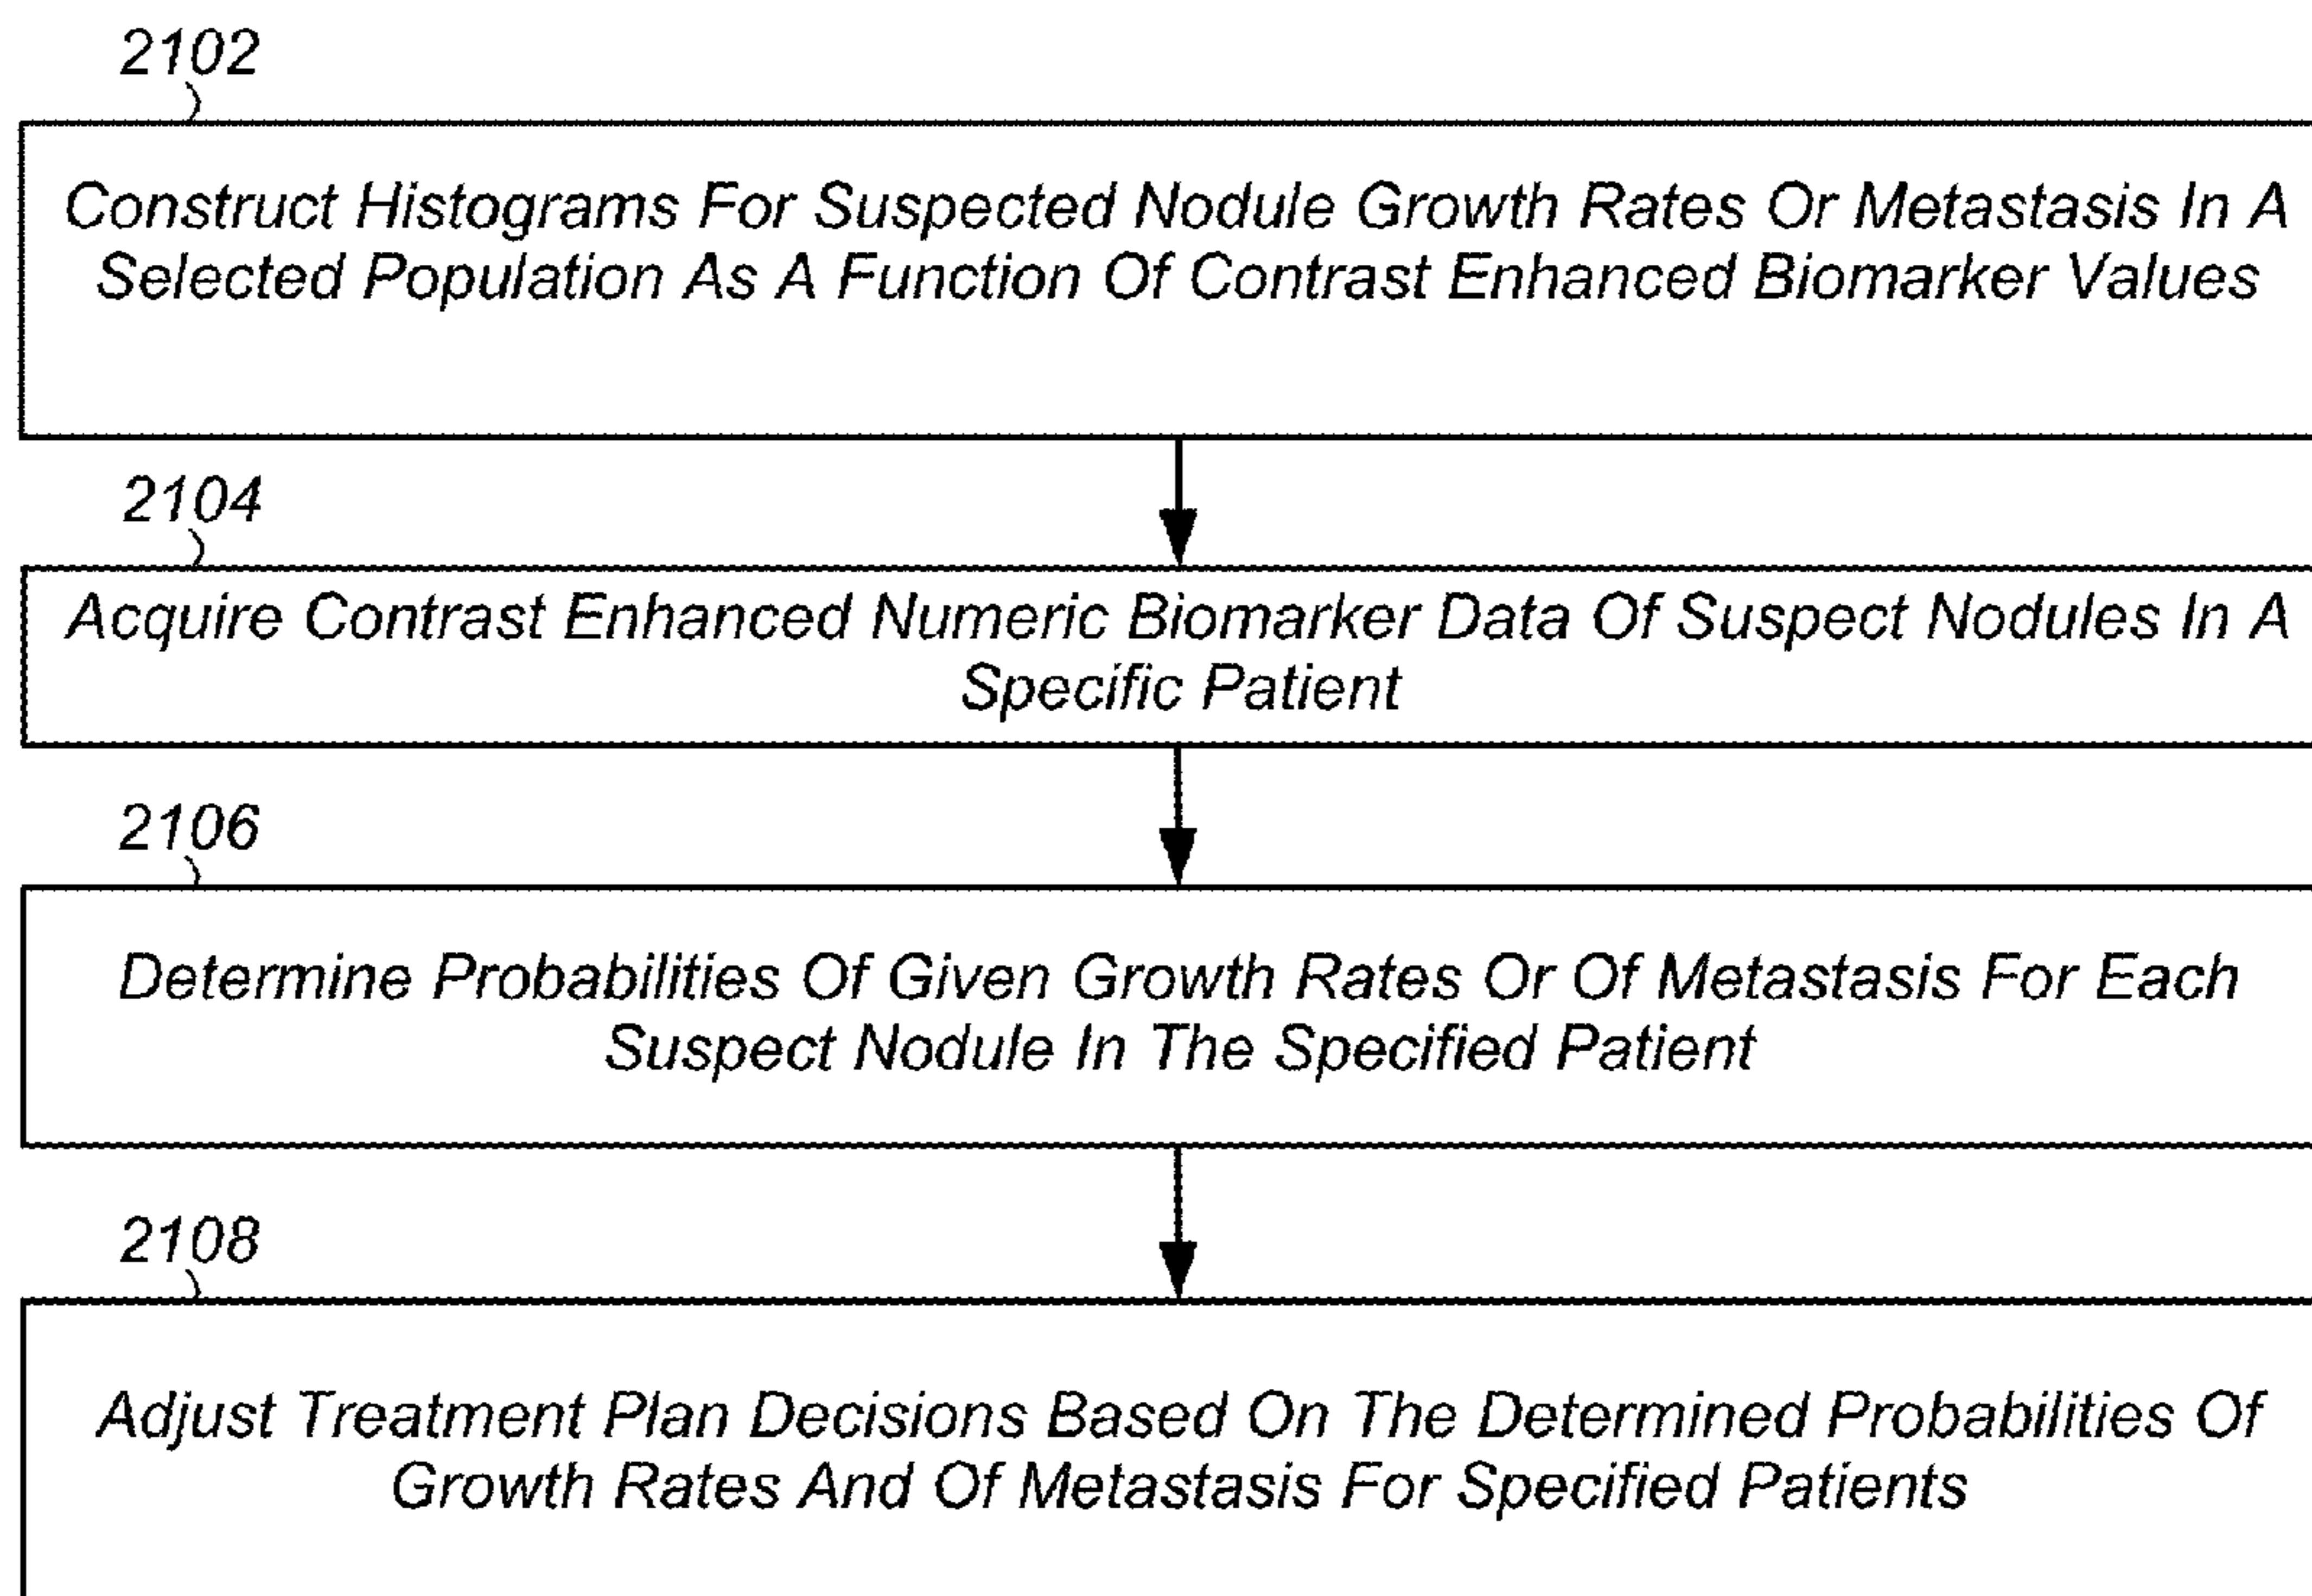 2102
Construct Histograms For Suspected Nodule Growth Rates Or Metastasis In A
Selected Population As A Function Of Contrast Enhanced Biomarker Values
2104
Acquire Contrast Enhanced Numeric Biomarker Data Of Suspect Nodules In A
Specific Patient
2106
Determine Probabilities Of Given Growth Rates Or Of Metastasis For Each
Suspect Nodule In The Specified Patient
2108
Adjust Treatment Plan Decisions Based On The Determined Probabilities Of
Growth Rates And Of Metastasis For Specified Patients